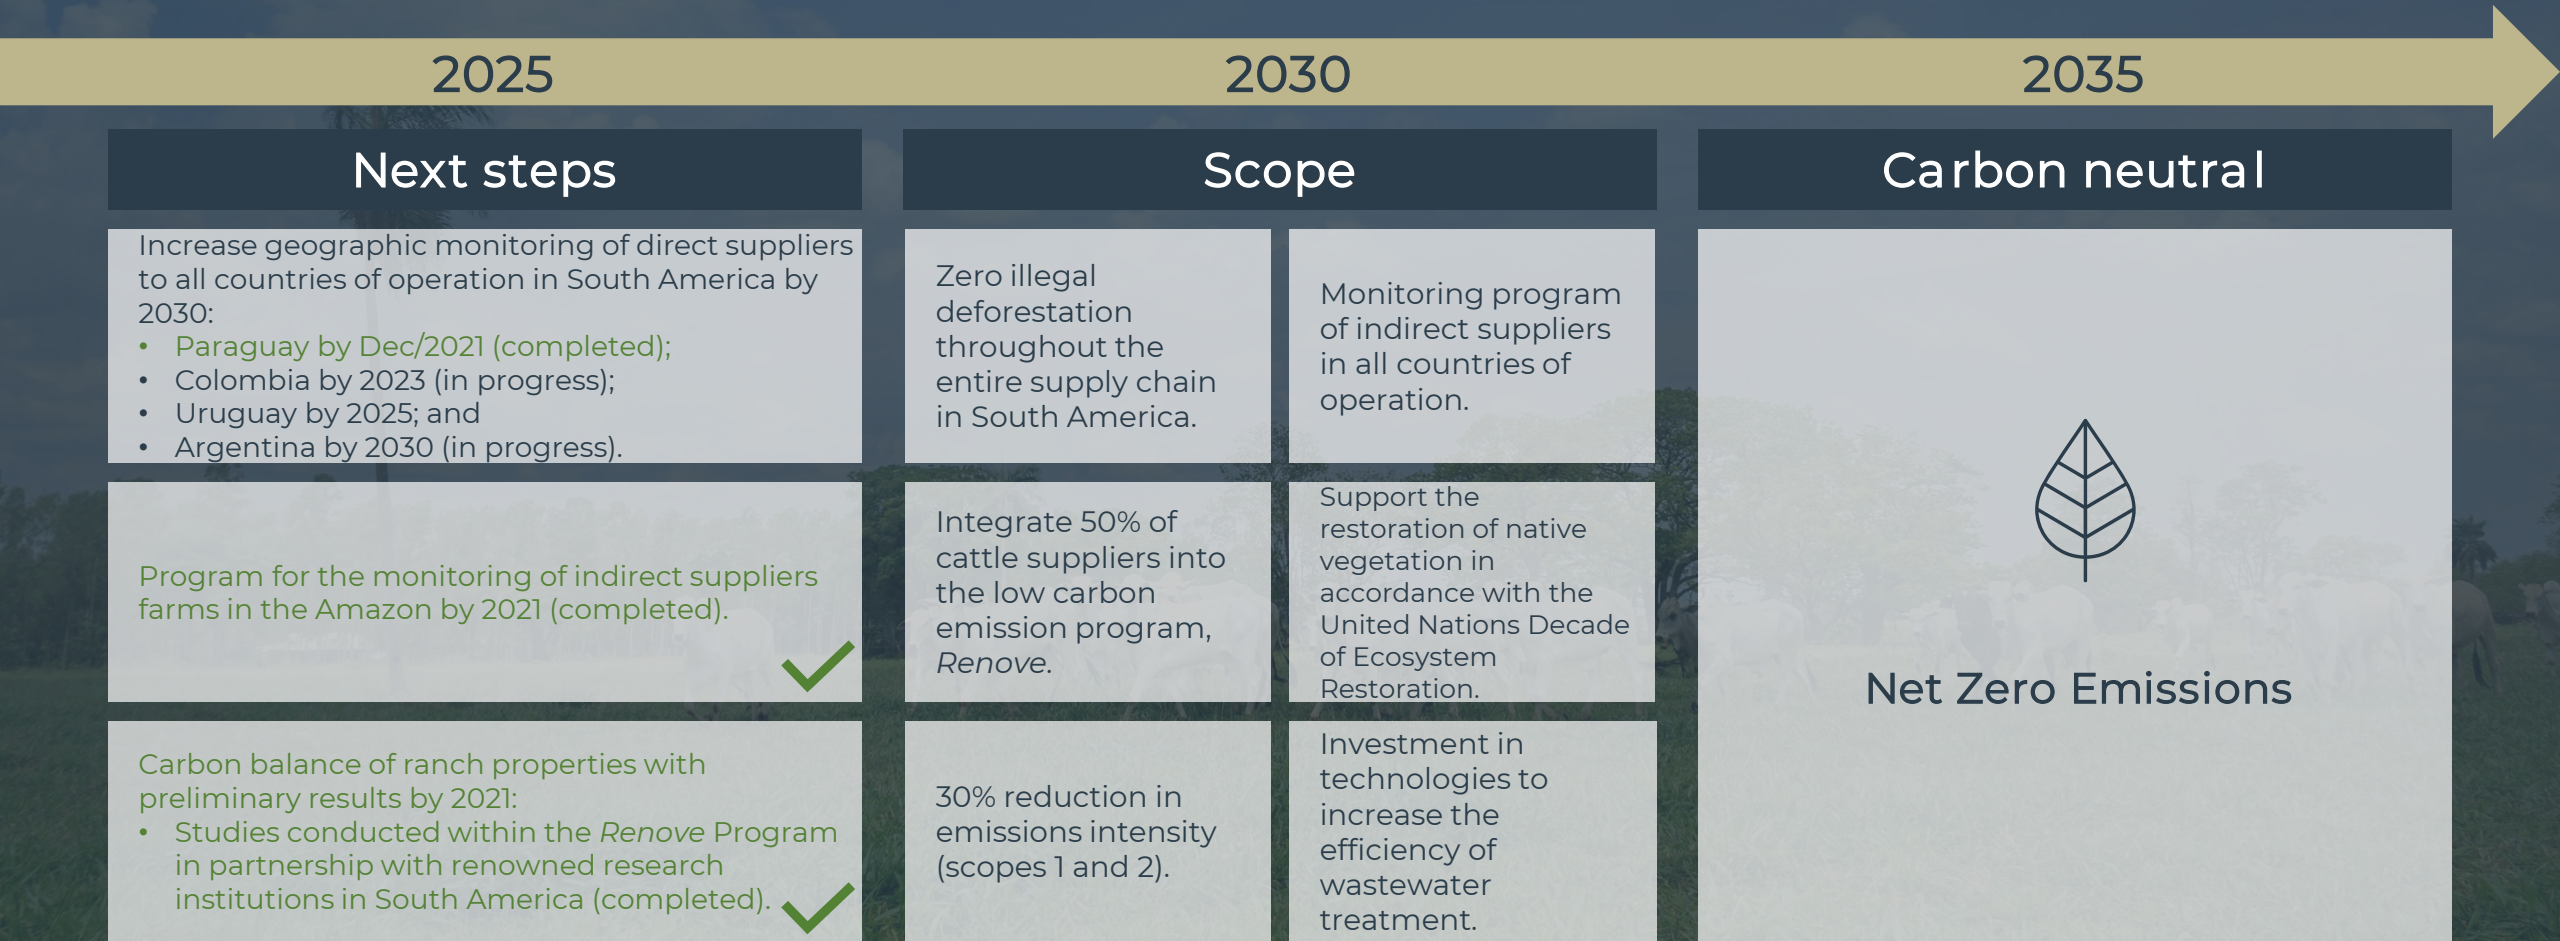 2025
2030
2035
Next steps
Scope
Carbon neutral
Increase geographic monitoring of direct suppliers
to all countries of operation in South America by
2030:
• Paraguay by Dec/2021 (completed);
• Colombia by 2023 (in progress);
• Uruguay by 2025; and
• Argentina by 2030 (in progress).
Program for the monitoring of indirect suppliers
farms in the Amazon by 2021 (completed).
Carbon balance of ranch properties with
preliminary results by 2021:
• Studies conducted within the Renove Program
in partnership with renowned research
institutions in South America (completed).
Zero illegal
deforestation
throughout the
entire supply chain
in South America.
Monitoring program
of indirect suppliers
in all countries of
operation.
Integrate 50% of
cattle suppliers into
the low carbon
emission program,
Renove.
Support the
restoration of native
vegetation in
accordance with the
United Nations Decade
of Ecosystem
Restoration.
30% reduction in
emissions intensity
(scopes 1 and 2).
Investment in
technologies to
increase the
efficiency of
wastewater
treatment.
Net Zero Emissions